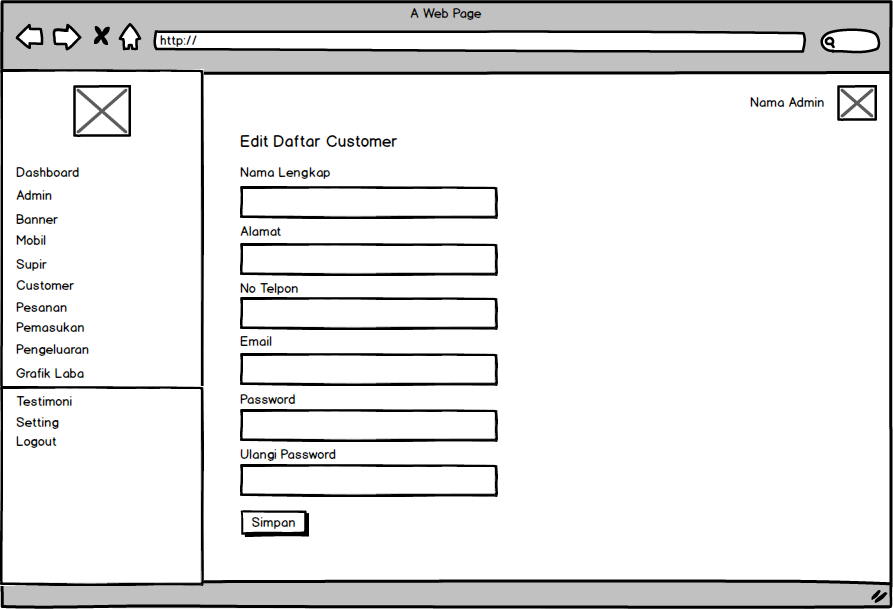 A Web Page
http://
Nama Admin
Dashboard
Admin
Banner
Mobil
Supir
Customer
Pesanan
Pemasukan
Pengeluaran
Grafik Laba
Testimoni
Setting
Logout
Edit Daftar Customer
Nama Lengkap
Alamat
No Telpon
Email
Password
Ulangi Password
Simpan